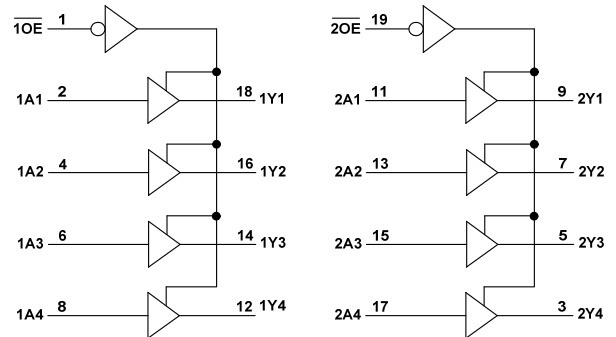 1OE 1
1A1 2 18 1Y1
1A2 4 16 1Y2
1A3 6 14 1Y3
1A4 8 12 1Y4
2OE 19
2A1 11 9 2Y1
2A2 13 7 2Y2
2A3 15 5 2Y3
2A4 17 3 2Y4